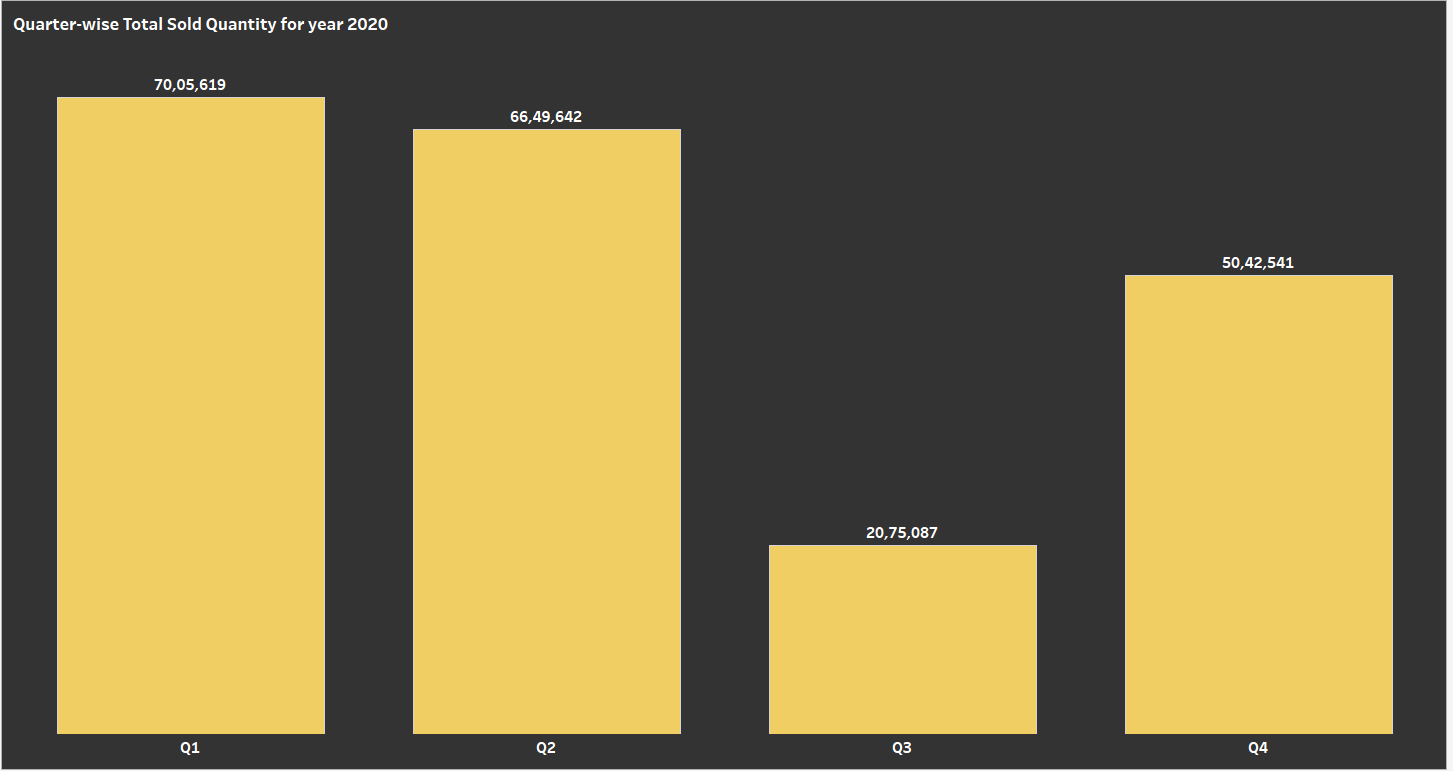 Quarter-wise Total Sold Quantity for year 2020
70,05,619
66,49,642
50,42,541
20,75,087
Q1 Q2 Q3 Q4